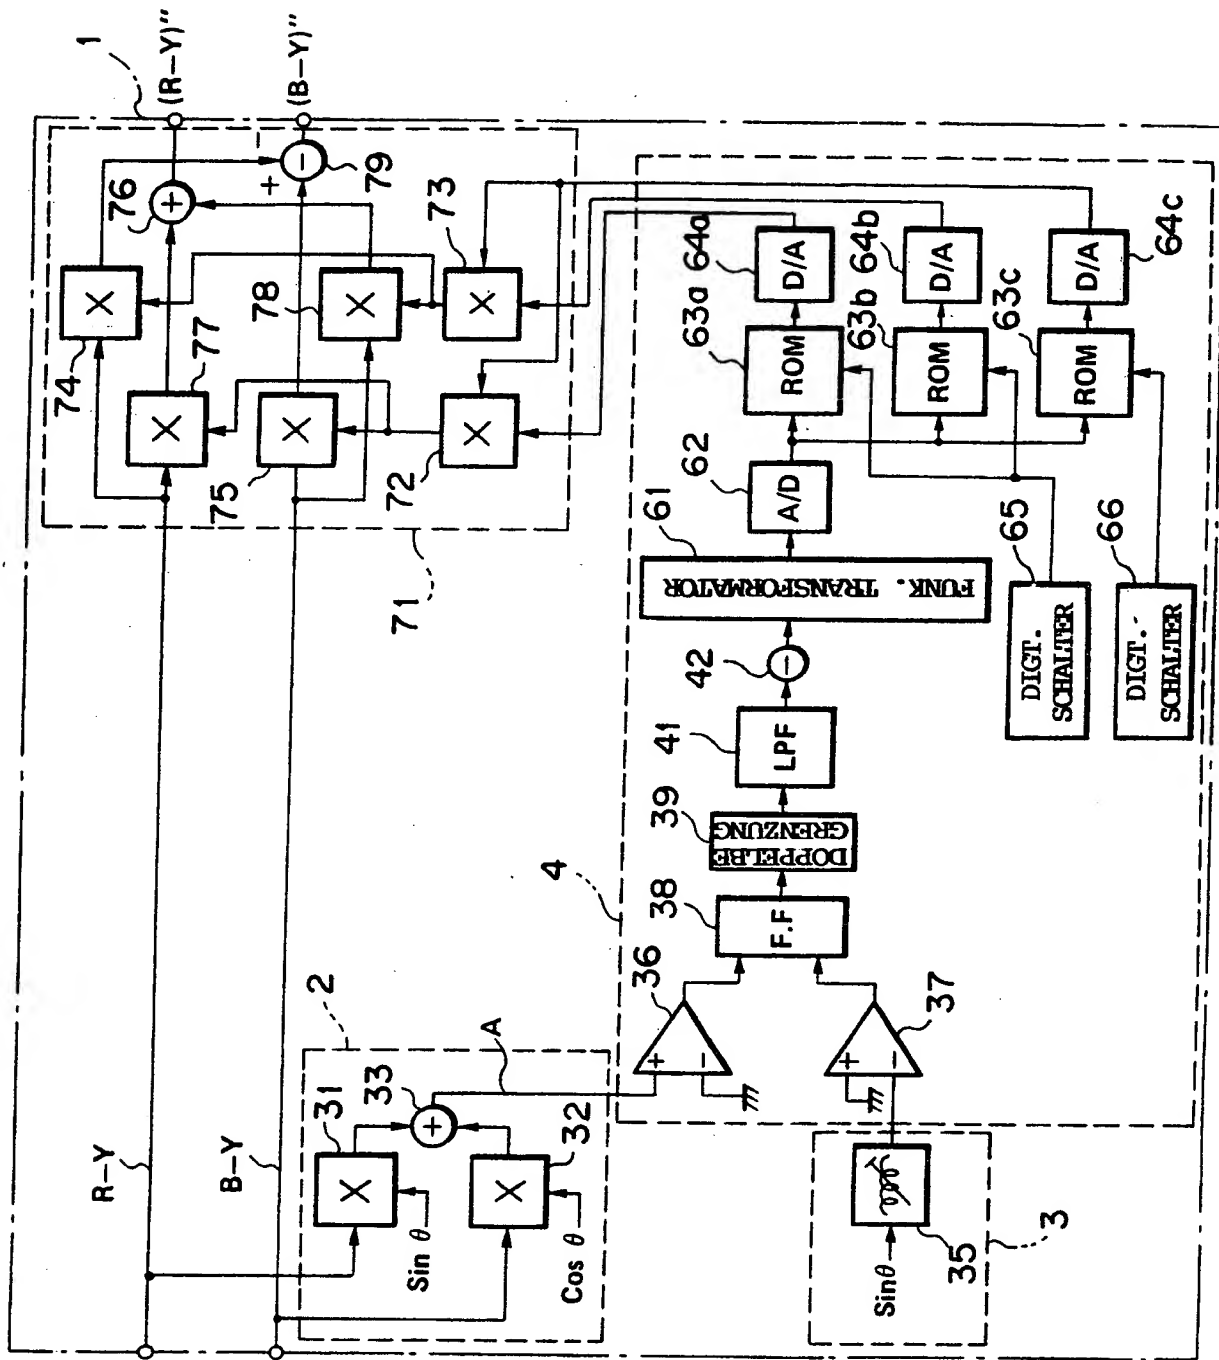 1
(R-Y)"
(B-Y)"
76
+
74
×
77
×
78
×
+
-
-
79
73
×
75
×
72
×
71
R-Y
B-Y
2
31
×
33
+
A
32
×
Sin θ
Cos θ
4
36
+
-
37
+
-
38
F.F
39
DOPPELBE
GRENZUNG
41
LPF
42
-
61
FUNK. TRANSFORMATOR
62
A/D
63a
ROM
64a
D/A
63b
ROM
64b
D/A
63c
ROM
64c
D/A
65
DIGT.
SCHALTER
66
DIGT.-
SCHALTER
Sinθ
35
3